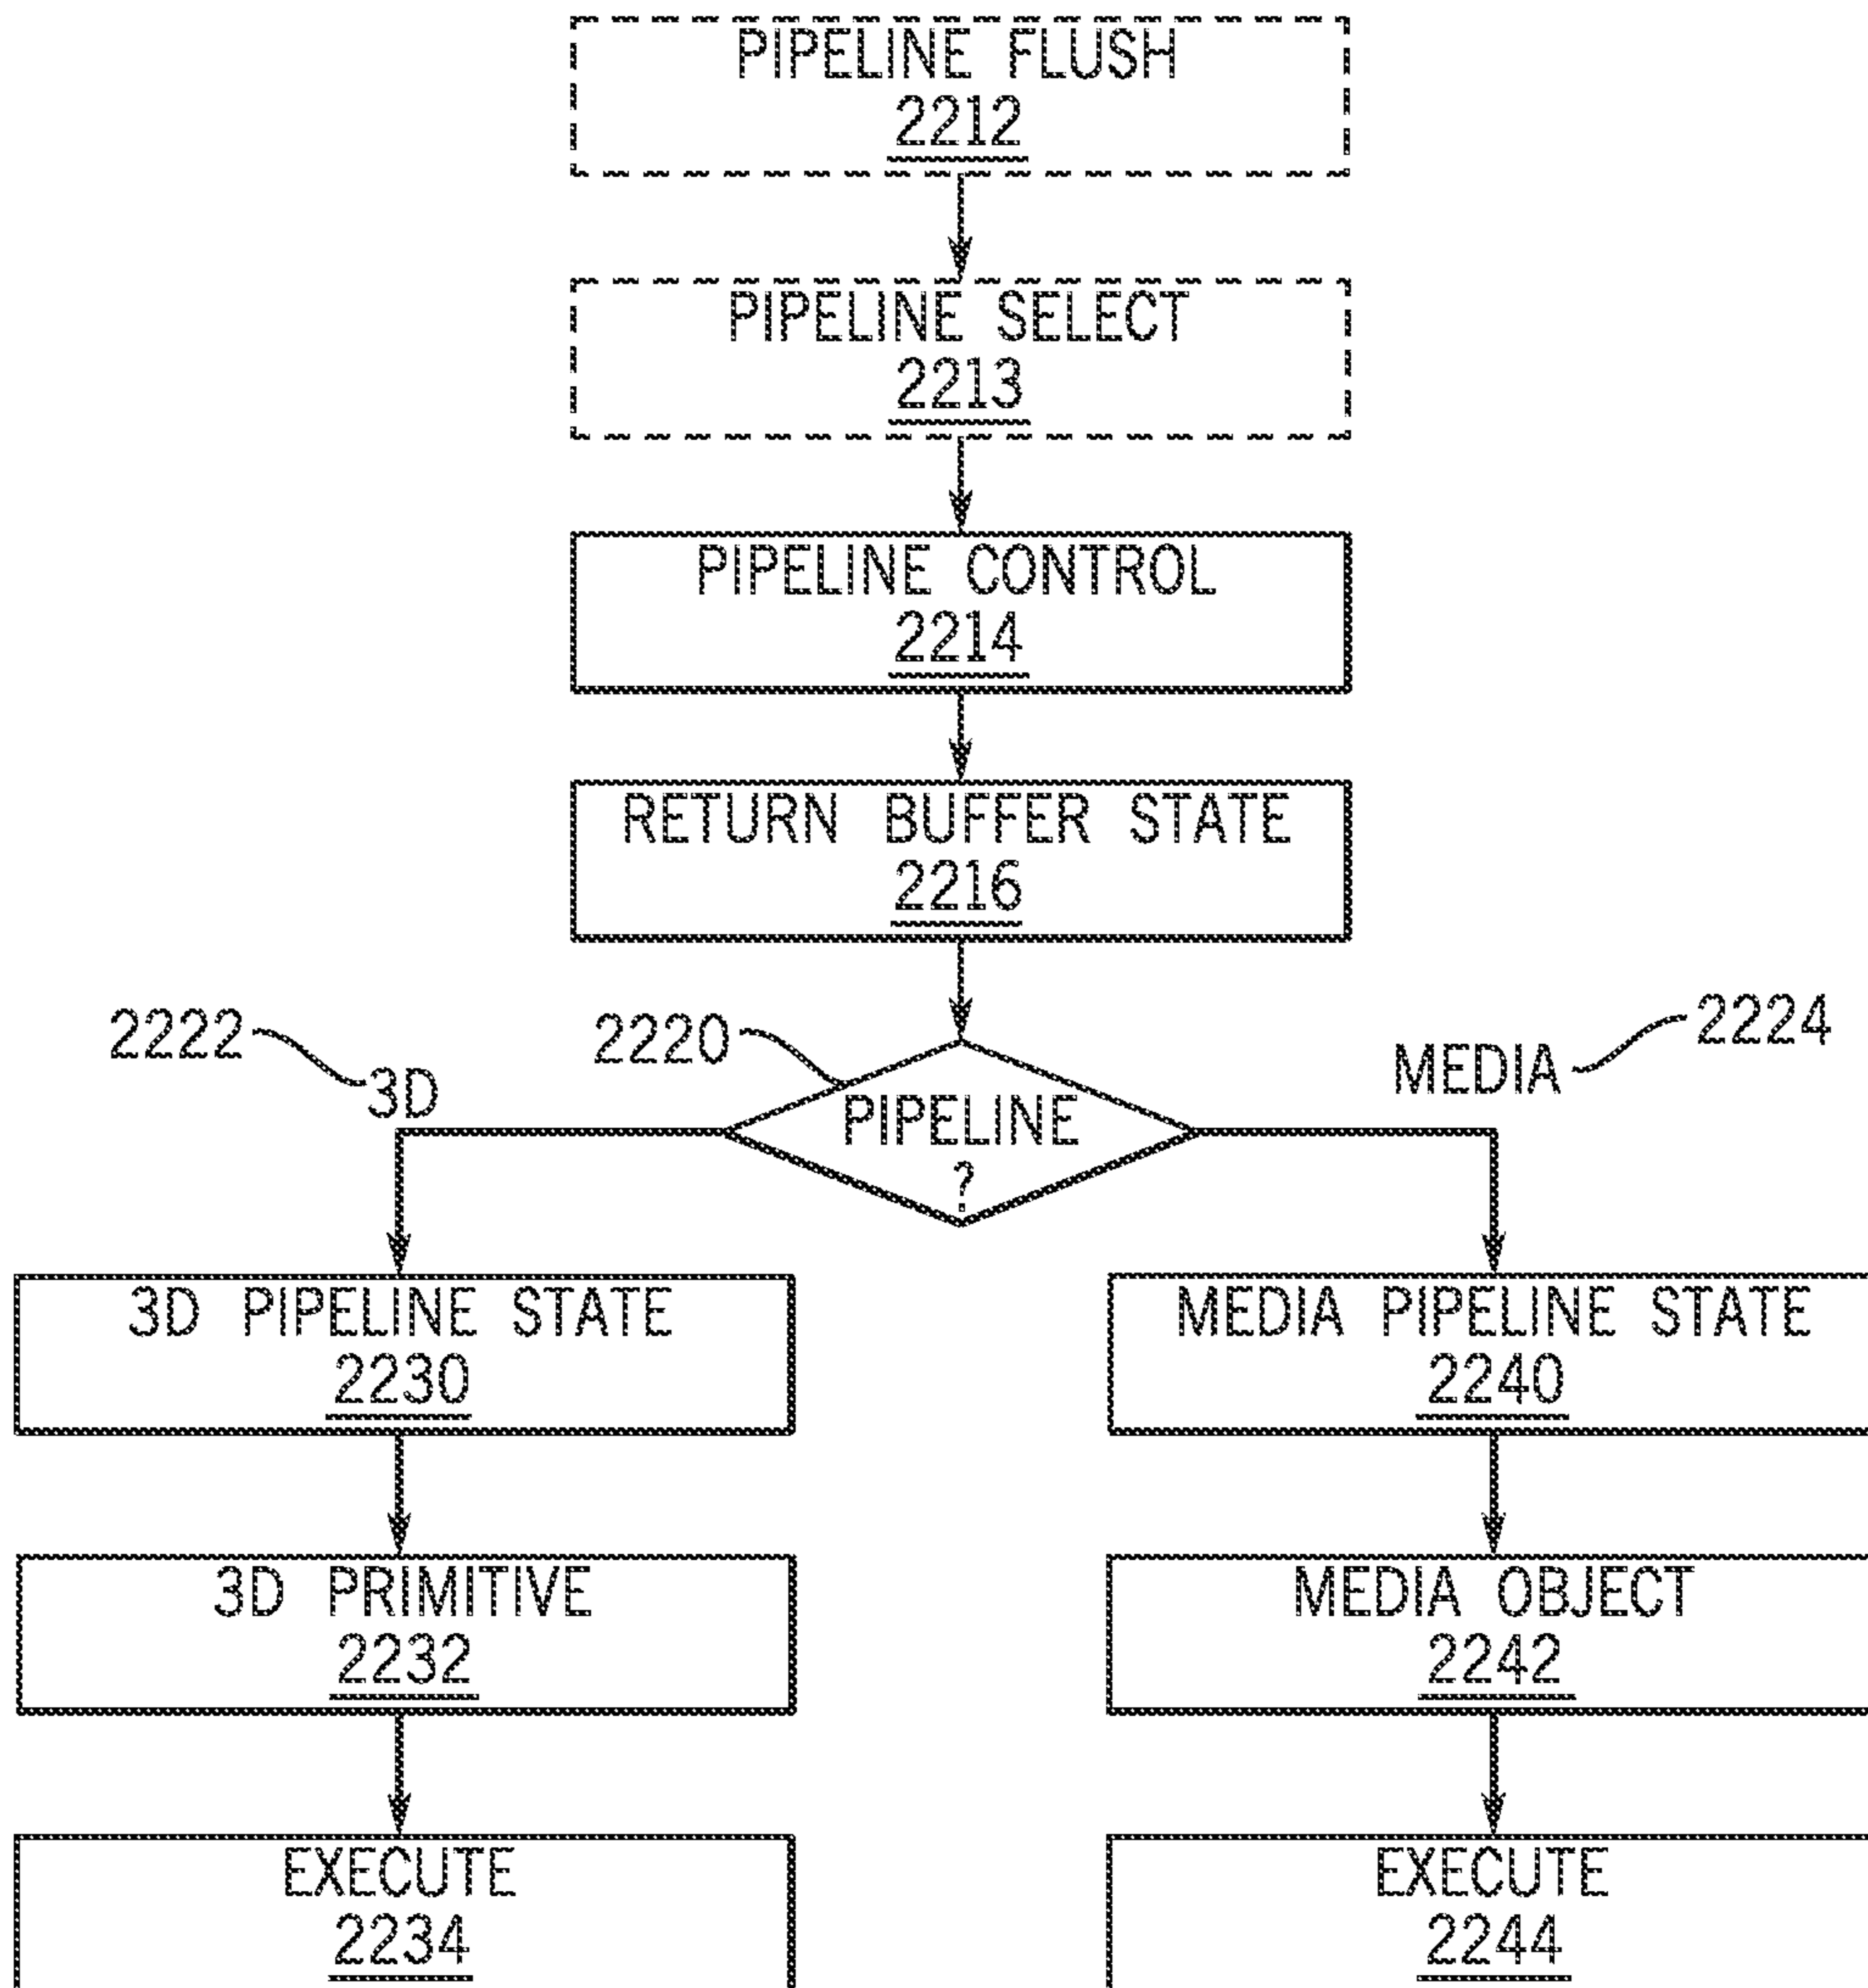 PIPELINE FLUSH
2212
PIPELINE SELECT
2213
PIPELINE CONTROL
2214
RETURN BUFFER STATE
2216
2222
3D
2220
PIPELINE
?
MEDIA
2224
3D PIPELINE STATE
2230
MEDIA PIPELINE STATE
2240
3D PRIMITIVE
2232
MEDIA OBJECT
2242
EXECUTE
2234
EXECUTE
2244